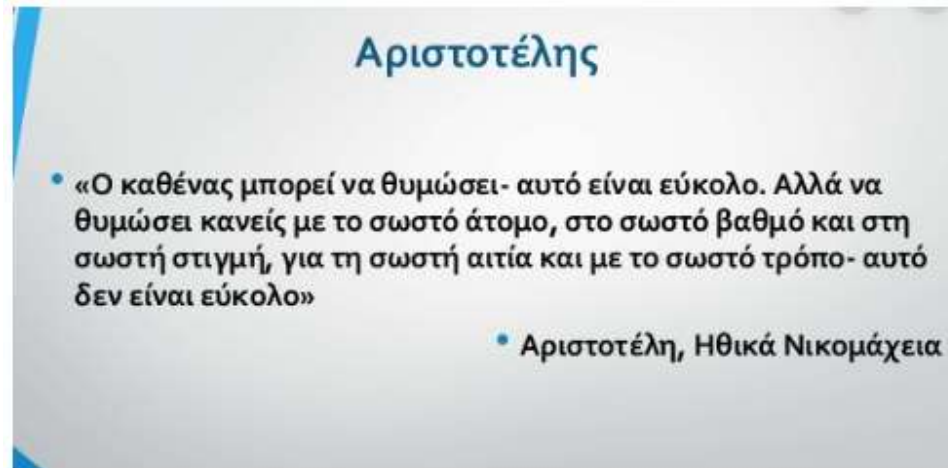 Αριστοτέλης
• «Ο καθένας μπορεί να θυμώσει- αυτό είναι εύκολο. Αλλά να
θυμώσει κανείς με το σωστό άτομο, στο σωστό βαθμό και στη
σωστή στιγμή, για τη σωστή αιτία και με το σωστό τρόπο- αυτό
δεν είναι εύκολο»
• Αριστοτέλη, Ηθικά Νικομάχεια